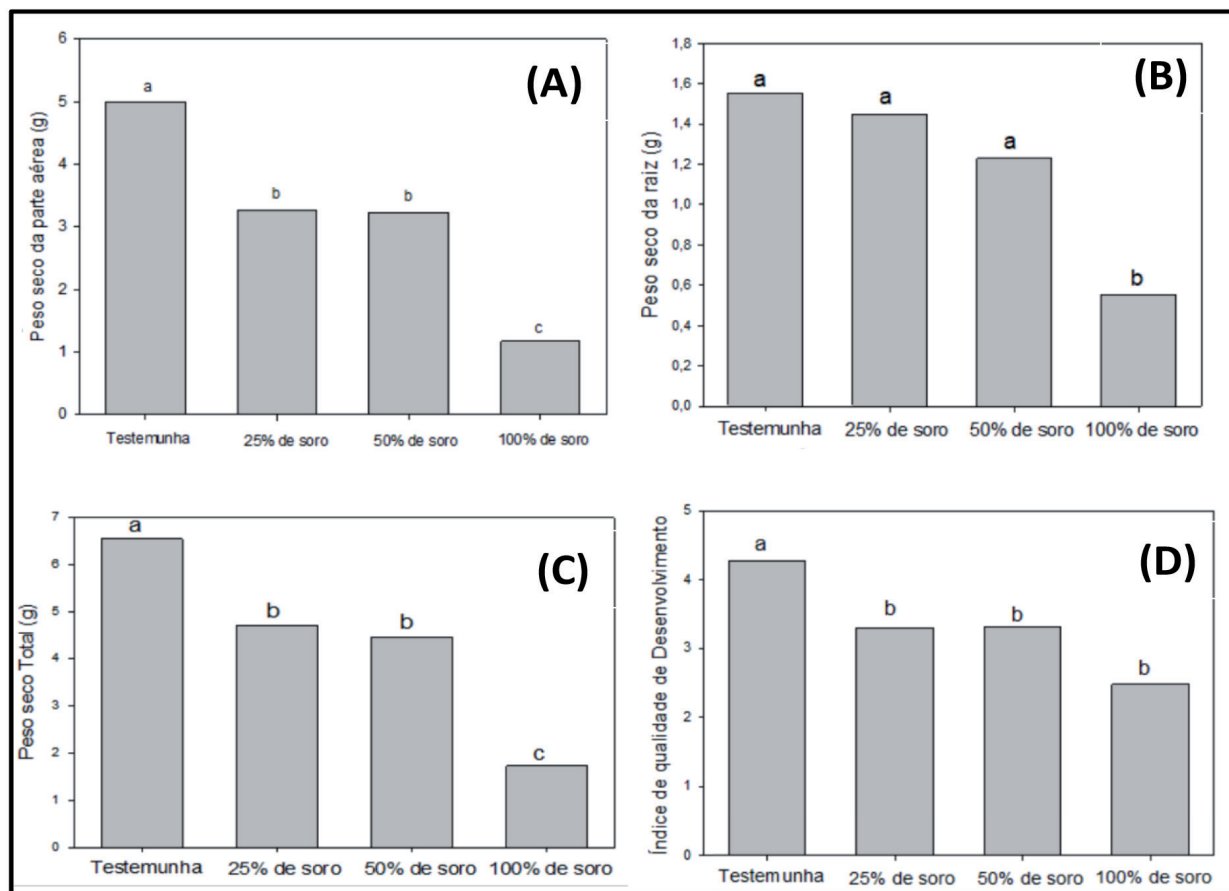 (A)
Peso seco da parte aérea (g)
6
5
4
3
2
1
0
a
b
b
c
Testemunha 25% de soro 50% de soro 100% de soro
(B)
Peso seco da raiz (g)
1,8
1,6
1,4
1,2
1,0
0,8
0,6
0,4
0,2
0,0
a
a
a
b
Testemunha 25% de soro 50% de soro 100% de soro
(C)
Peso seco Total (g)
7
6
5
4
3
2
1
0
a
b
b
c
Testemunha 25% de soro 50% de soro 100% de soro
(D)
Índice de qualidade de Desenvolvimento
5
4
3
2
1
0
a
b
b
b
Testemunha 25% de soro 50% de soro 100% de soro